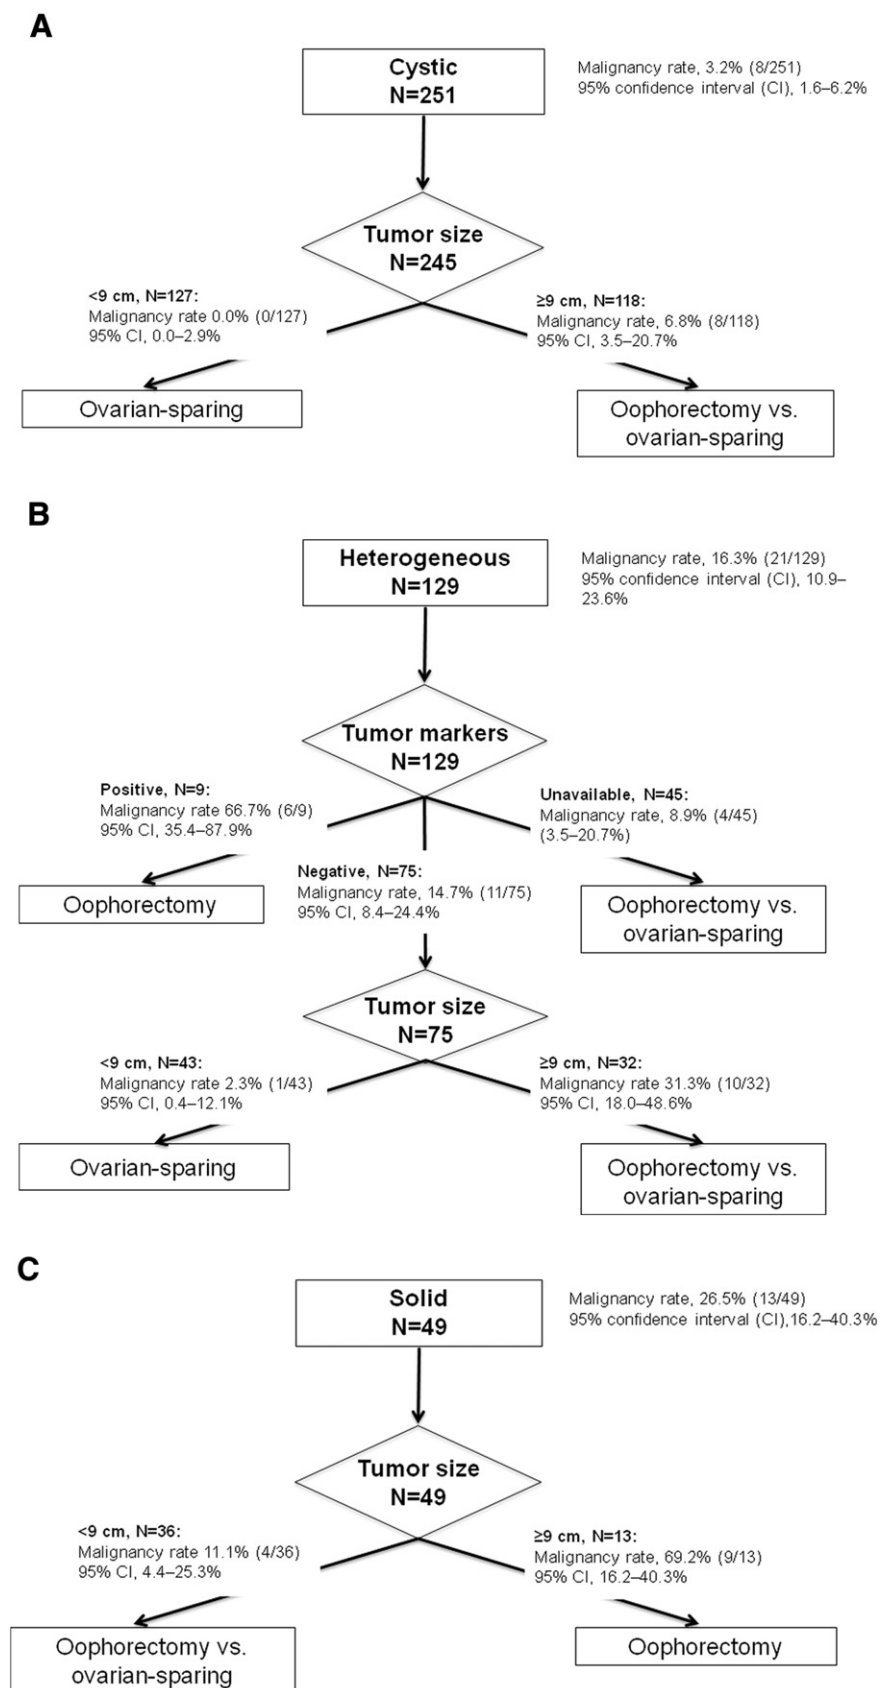 A
Cystic
N=251
Malignancy rate, 3.2% (8/251)
95% confidence interval (CI), 1.6–6.2%
Tumor size
N=245
<9 cm, N=127:
Malignancy rate 0.0% (0/127)
95% CI, 0.0–2.9%
≥9 cm, N=118:
Malignancy rate, 6.8% (8/118)
95% CI, 3.5–20.7%
Ovarian-sparing
Oophorectomy vs.
ovarian-sparing
B
Heterogeneous
N=129
Malignancy rate, 16.3% (21/129)
95% confidence interval (CI), 10.9–
23.6%
Tumor markers
N=129
Positive, N=9:
Malignancy rate 66.7% (6/9)
95% CI, 35.4–87.9%
Unavailable, N=45:
Malignancy rate, 8.9% (4/45)
(3.5–20.7%)
Negative, N=75:
Malignancy rate, 14.7% (11/75)
95% CI, 8.4–24.4%
Oophorectomy
Oophorectomy vs.
ovarian-sparing
Tumor size
N=75
<9 cm, N=43:
Malignancy rate 2.3% (1/43)
95% CI, 0.4–12.1%
≥9 cm, N=32:
Malignancy rate 31.3% (10/32)
95% CI, 18.0–48.6%
Ovarian-sparing
Oophorectomy vs.
ovarian-sparing
C
Solid
N=49
Malignancy rate, 26.5% (13/49)
95% confidence interval (CI),16.2–40.3%
Tumor size
N=49
<9 cm, N=36:
Malignancy rate 11.1% (4/36)
95% CI, 4.4–25.3%
≥9 cm, N=13:
Malignancy rate, 69.2% (9/13)
95% CI, 16.2–40.3%
Oophorectomy vs.
ovarian-sparing
Oophorectomy